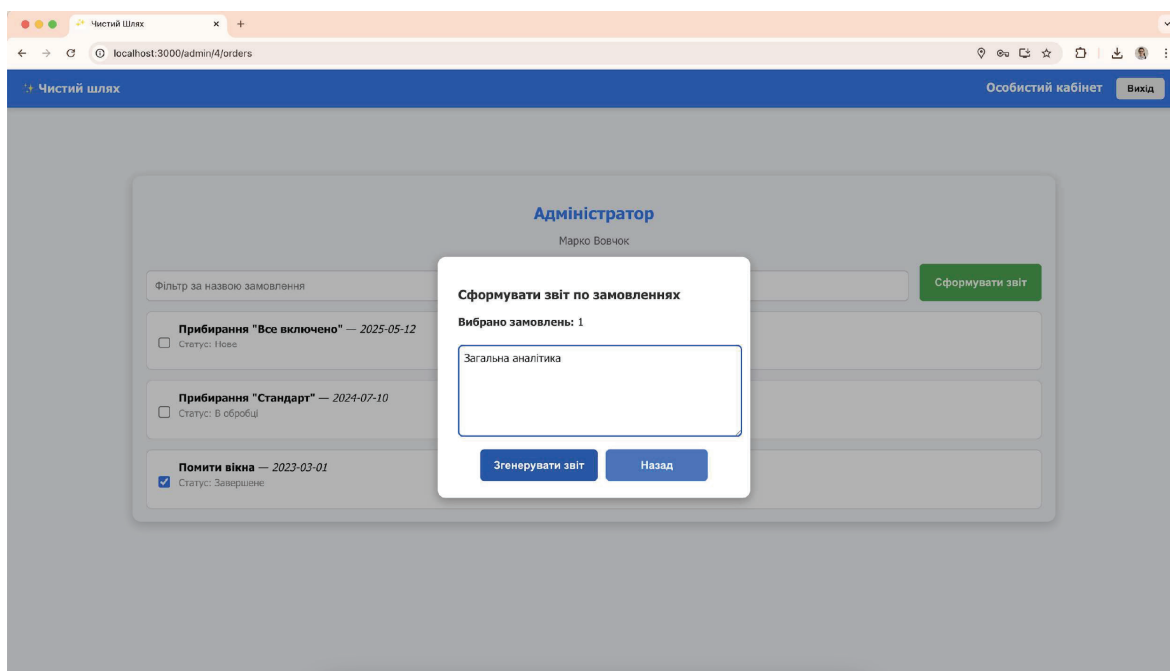 Чистий Шлях
localhost:3000/admin/4/orders
Чистий шлях
Особистий кабінет
Вихід
Адміністратор
Марко Вовчок
Фільтр за назвою замовлення
Сформувати звіт
Прибирання "Все включено" — 2025-05-12
Статус: Нове
Прибирання "Стандарт" — 2024-07-10
Статус: В обробці
Помити вікна — 2023-03-01
Статус: Завершене
Сформувати звіт по замовленнях
Вибрано замовлень: 1
Загальна аналітика
Згенерувати звіт
Назад